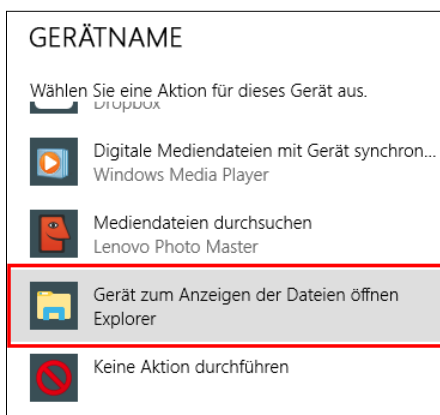 GERÄTNAME
Wählen Sie eine Aktion für dieses Gerät aus.
Dropbox
Digitale Mediendateien mit Gerät synchron...
Windows Media Player
Mediendateien durchsuchen
Lenovo Photo Master
Gerät zum Anzeigen der Dateien öffnen
Explorer
Keine Aktion durchführen